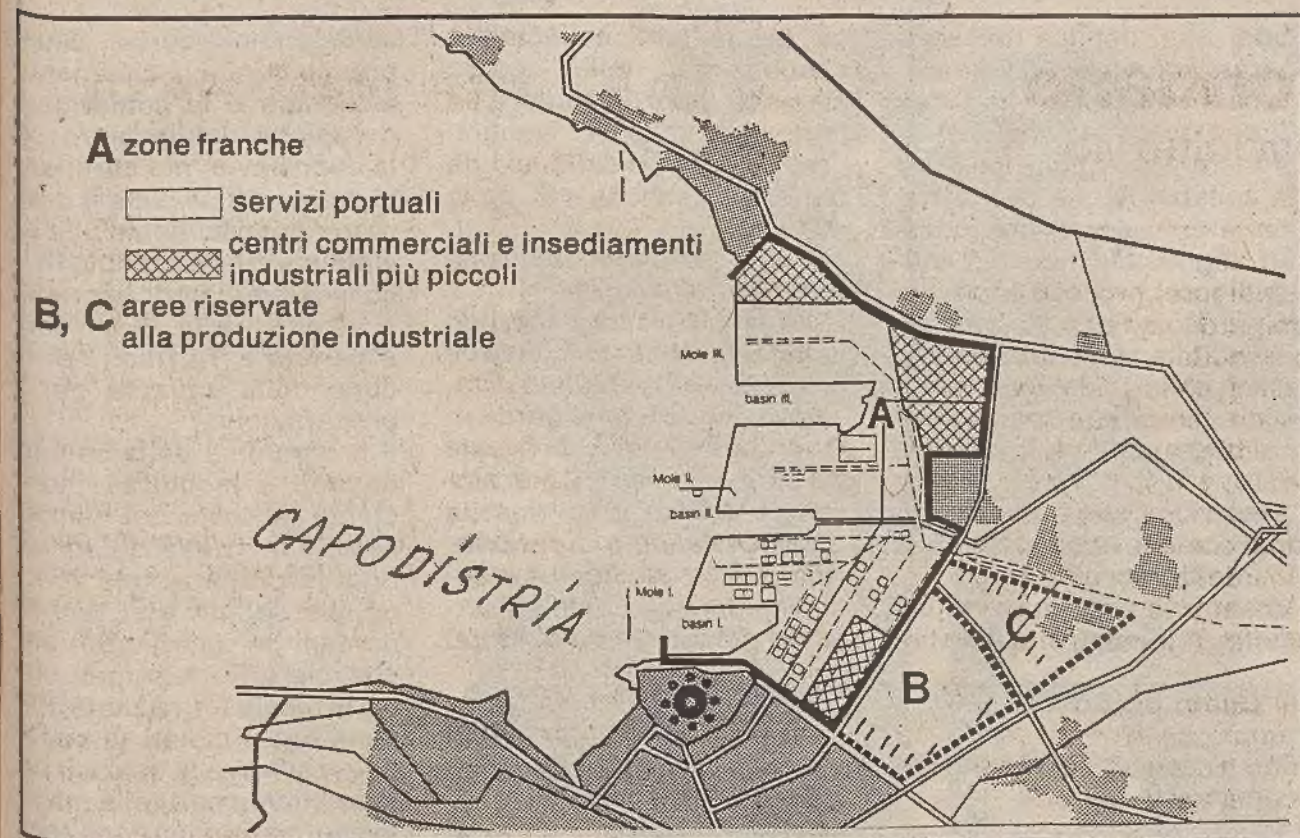 A zone franche
servizi portuali
centri commerciali e insediamenti
industriali più piccoli
B, C aree riservate
alla produzione industriale
Mole III.
basin III.
A
Mole II.
basin II.
CAPODISTRIA
Mole I.
basin I.
C
B